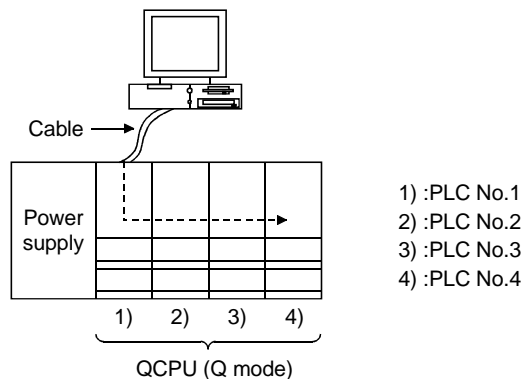 Cable
Power
supply
1) 2) 3) 4)
QCPU (Q mode)
1) :PLC No.1
2) :PLC No.2
3) :PLC No.3
4) :PLC No.4